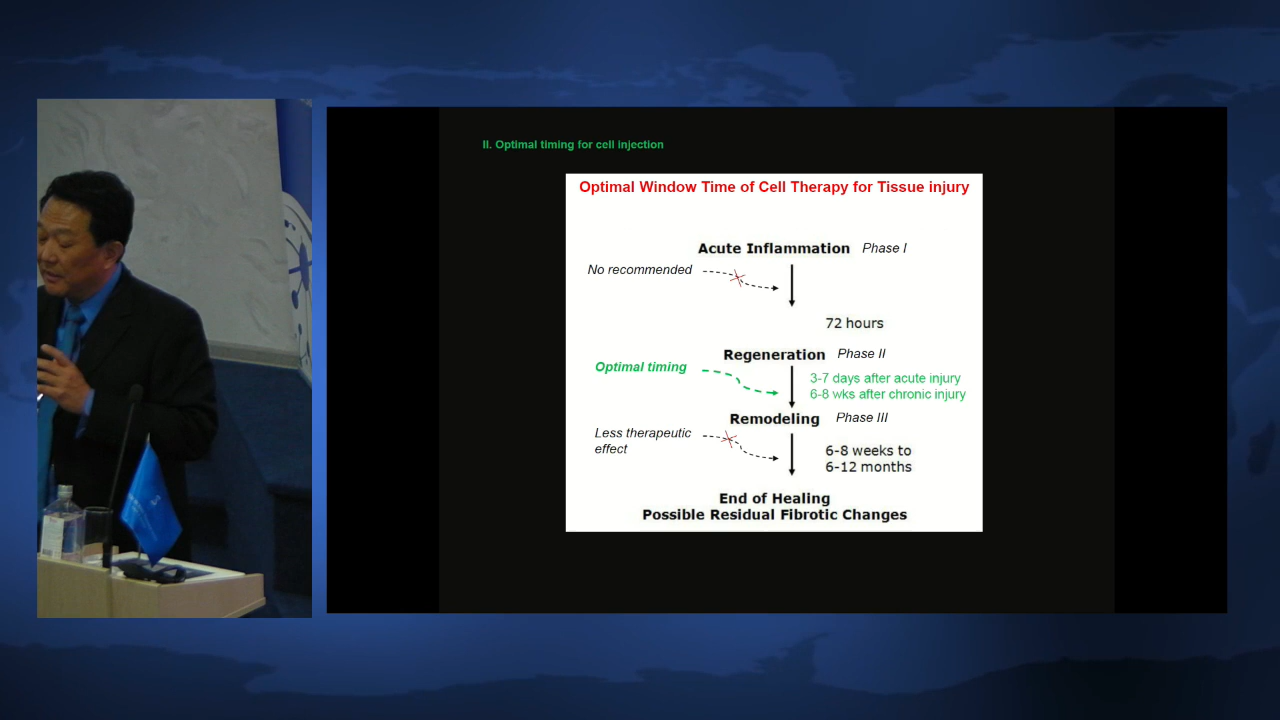 II. Optimal timing for cell injection
Optimal Window Time of Cell Therapy for Tissue injury
Acute Inflammation Phase I
No recommended
72 hours
Regeneration Phase II
Optimal timing
3-7 days after acute injury
6-8 wks after chronic injury
Remodeling Phase III
Less therapeutic
effect
6-8 weeks to
6-12 months
End of Healing
Possible Residual Fibrotic Changes